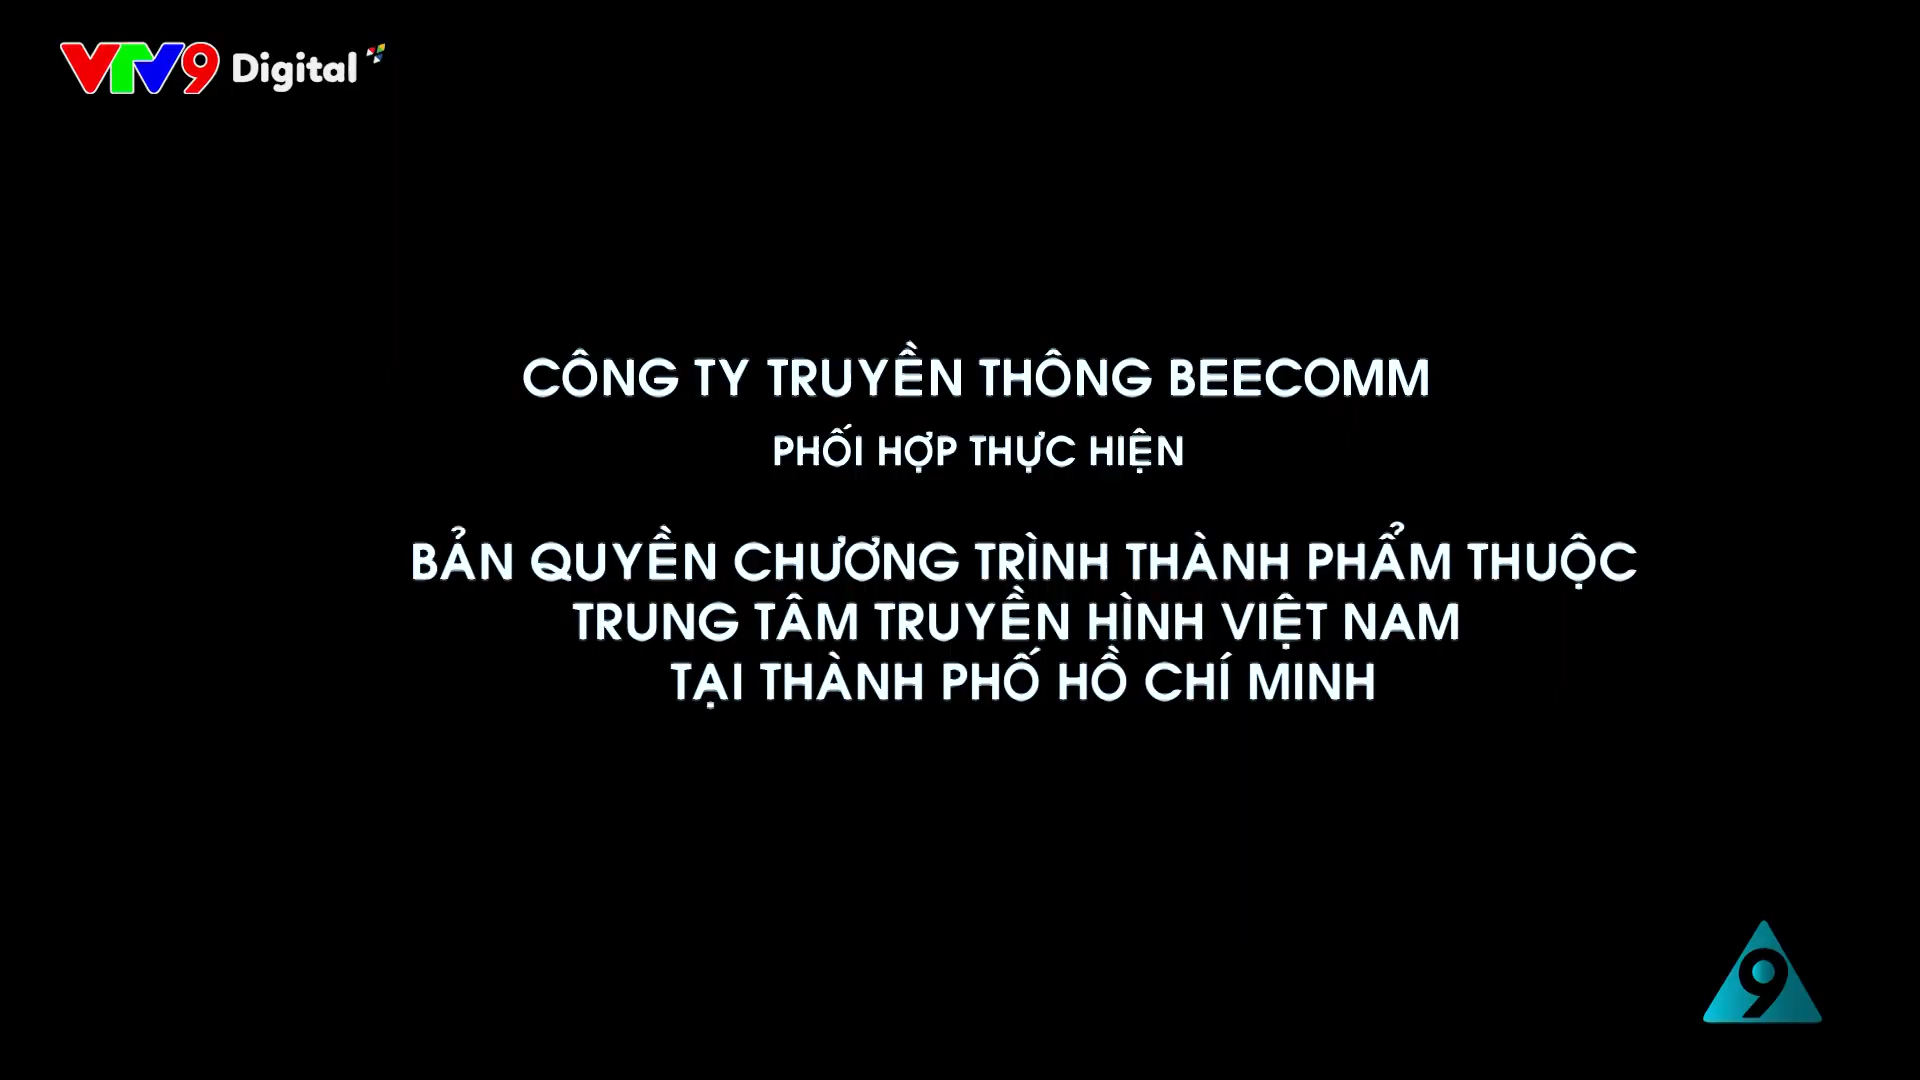 VTV9 Digital
CÔNG TY TRUYỀN THÔNG BEECOMM
PHỐI HỢP THỰC HIỆN
BẢN QUYỀN CHƯƠNG TRÌNH THÀNH PHẨM THUỘC
TRUNG TÂM TRUYỀN HÌNH VIỆT NAM
TẠI THÀNH PHỐ HỒ CHÍ MINH
9